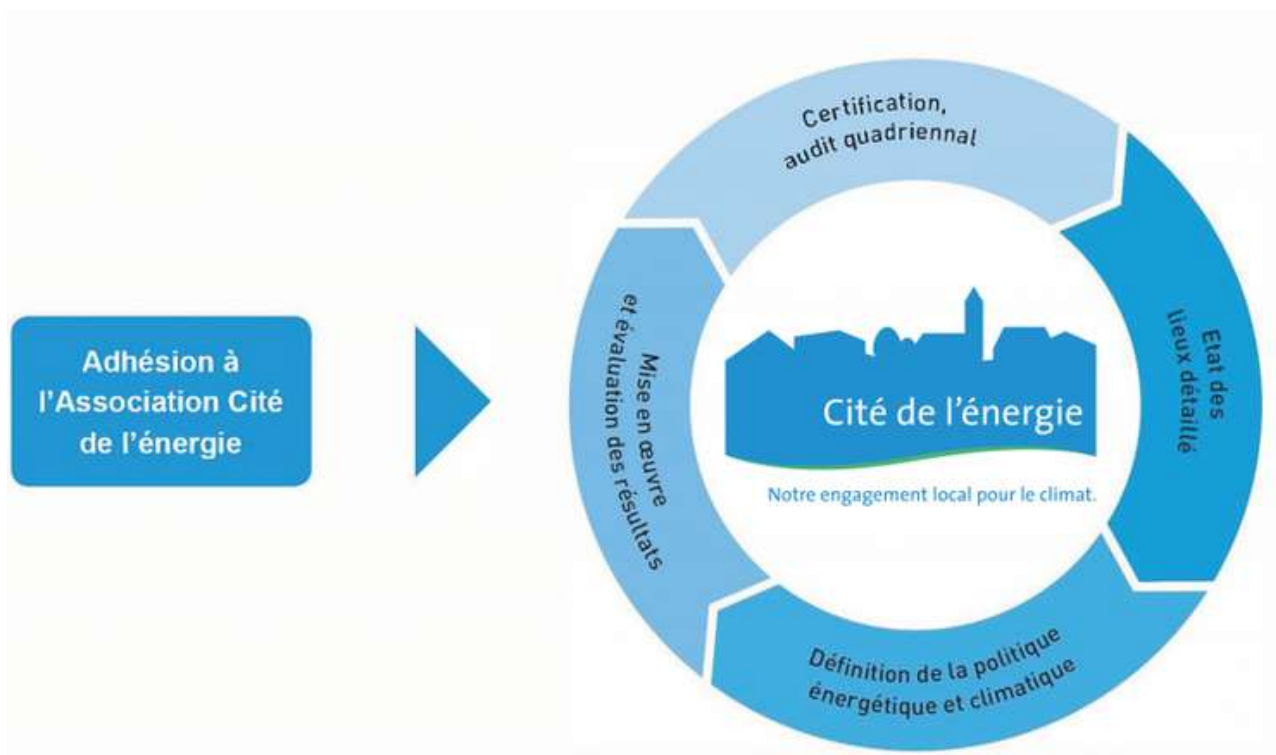 Adhésion à
l'Association Cité
de l'énergie
Certification,
audit quadriennal
Etat des
lieux détaillé
Définition de la politique
énergétique et climatique
Mise en œuvre
et évaluation des résultats
Cité de l'énergie
Notre engagement local pour le climat.